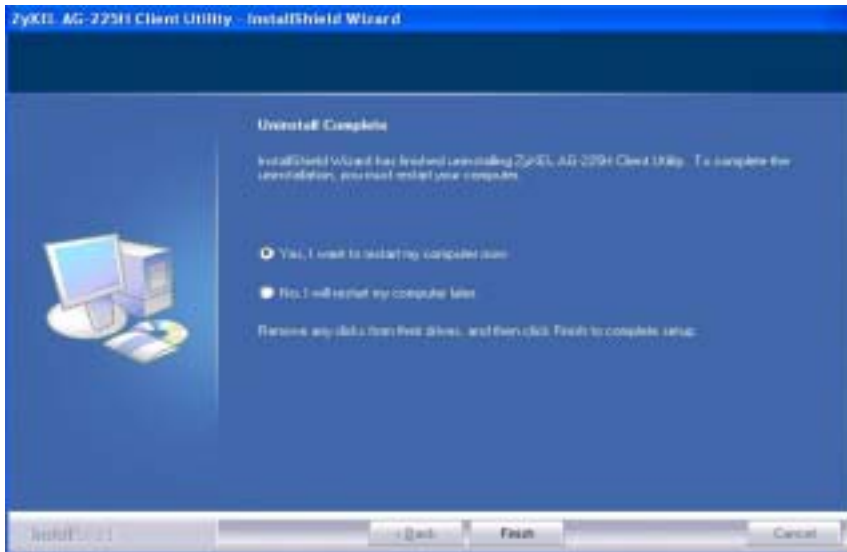 ZyXEL AG-225H Client Utility - InstallShield Wizard
Uninstall Complete
InstallShield Wizard has finished uninstalling ZyXEL AG-225H Client Utility. To complete the
uninstallation, you must restart your computer.
Yes, I want to restart my computer now.
No, I will restart my computer later.
Remove any disks from their drives, and then click Finish to complete setup.
InstallShield
< Back
Finish
Cancel